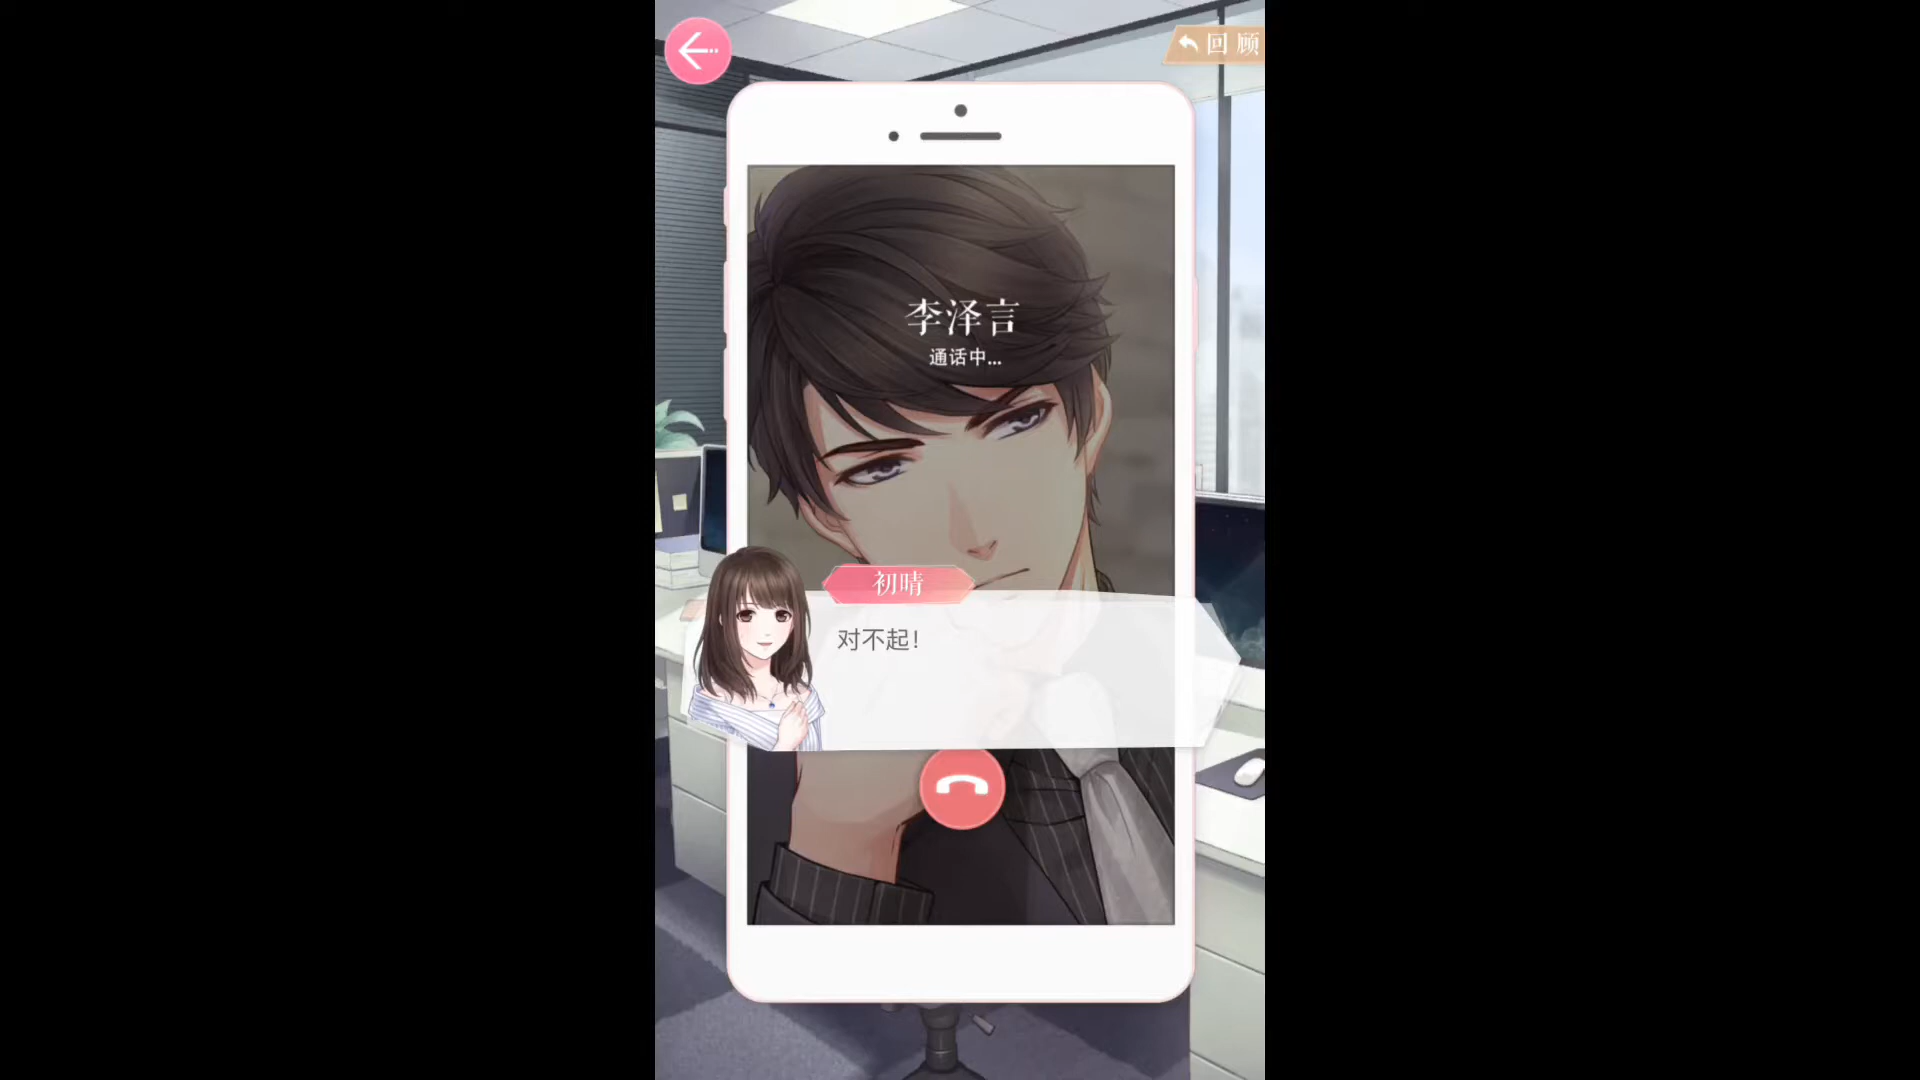 回顾
李泽言
通话中...
初晴
对不起!